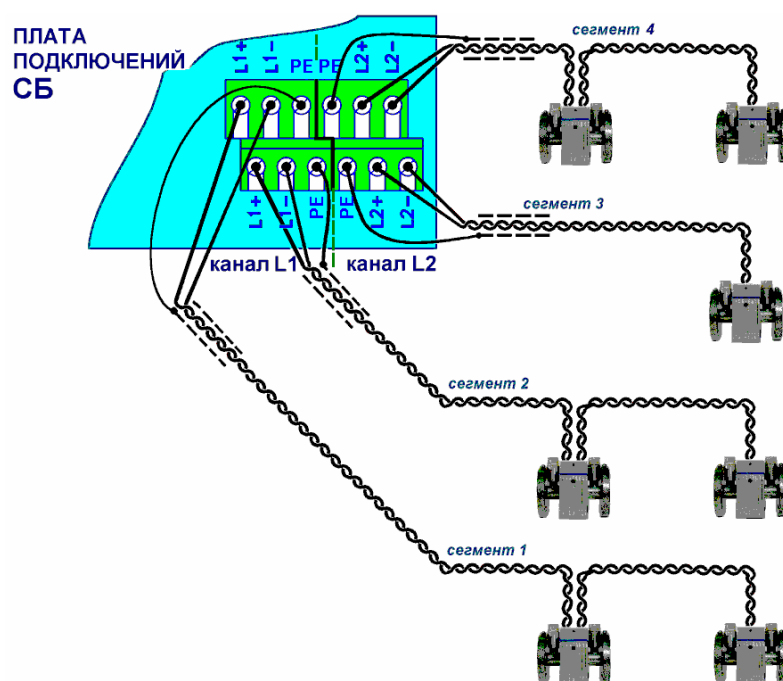 ПЛАТА
ПОДКЛЮЧЕНИЙ
СБ
L1+
L1-
PE
PE
L2+
L2-
L1+
L1-
PE
PE
L2+
L2-
канал L1
канал L2
сегмент 4
сегмент 3
сегмент 2
сегмент 1